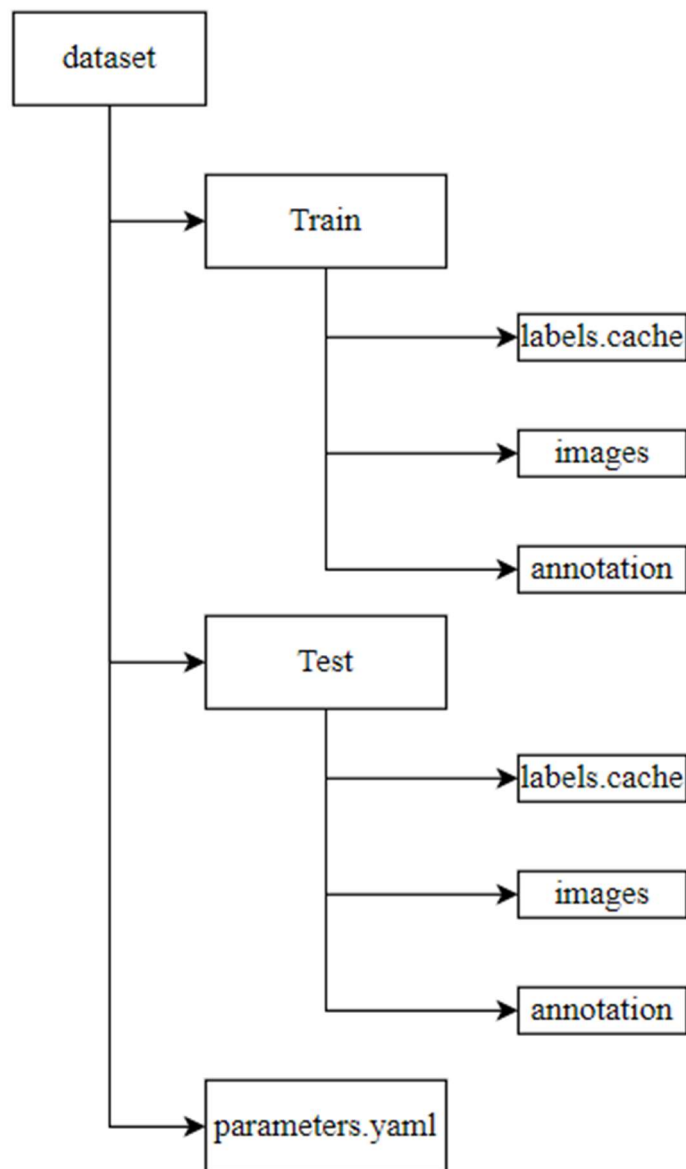 dataset
Train
labels.cache
images
annotation
Test
labels.cache
images
annotation
parameters.yaml